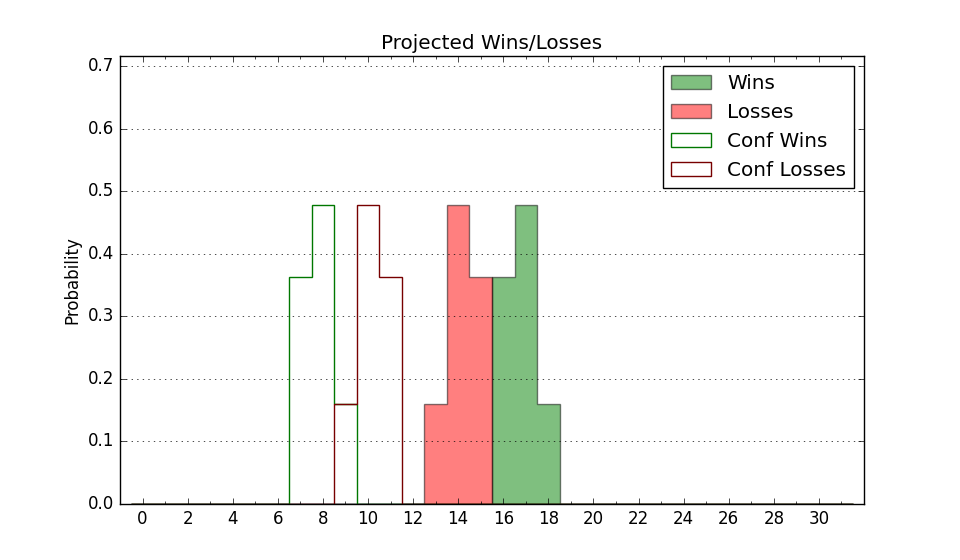 Projected Wins/Losses
0.7
0.6
0.5
0.4
0.3
0.2
0.1
0.0
Probability
Wins
Losses
Conf Wins
Conf Losses
0 2 4 6 8 10 12 14 16 18 20 22 24 26 28 30